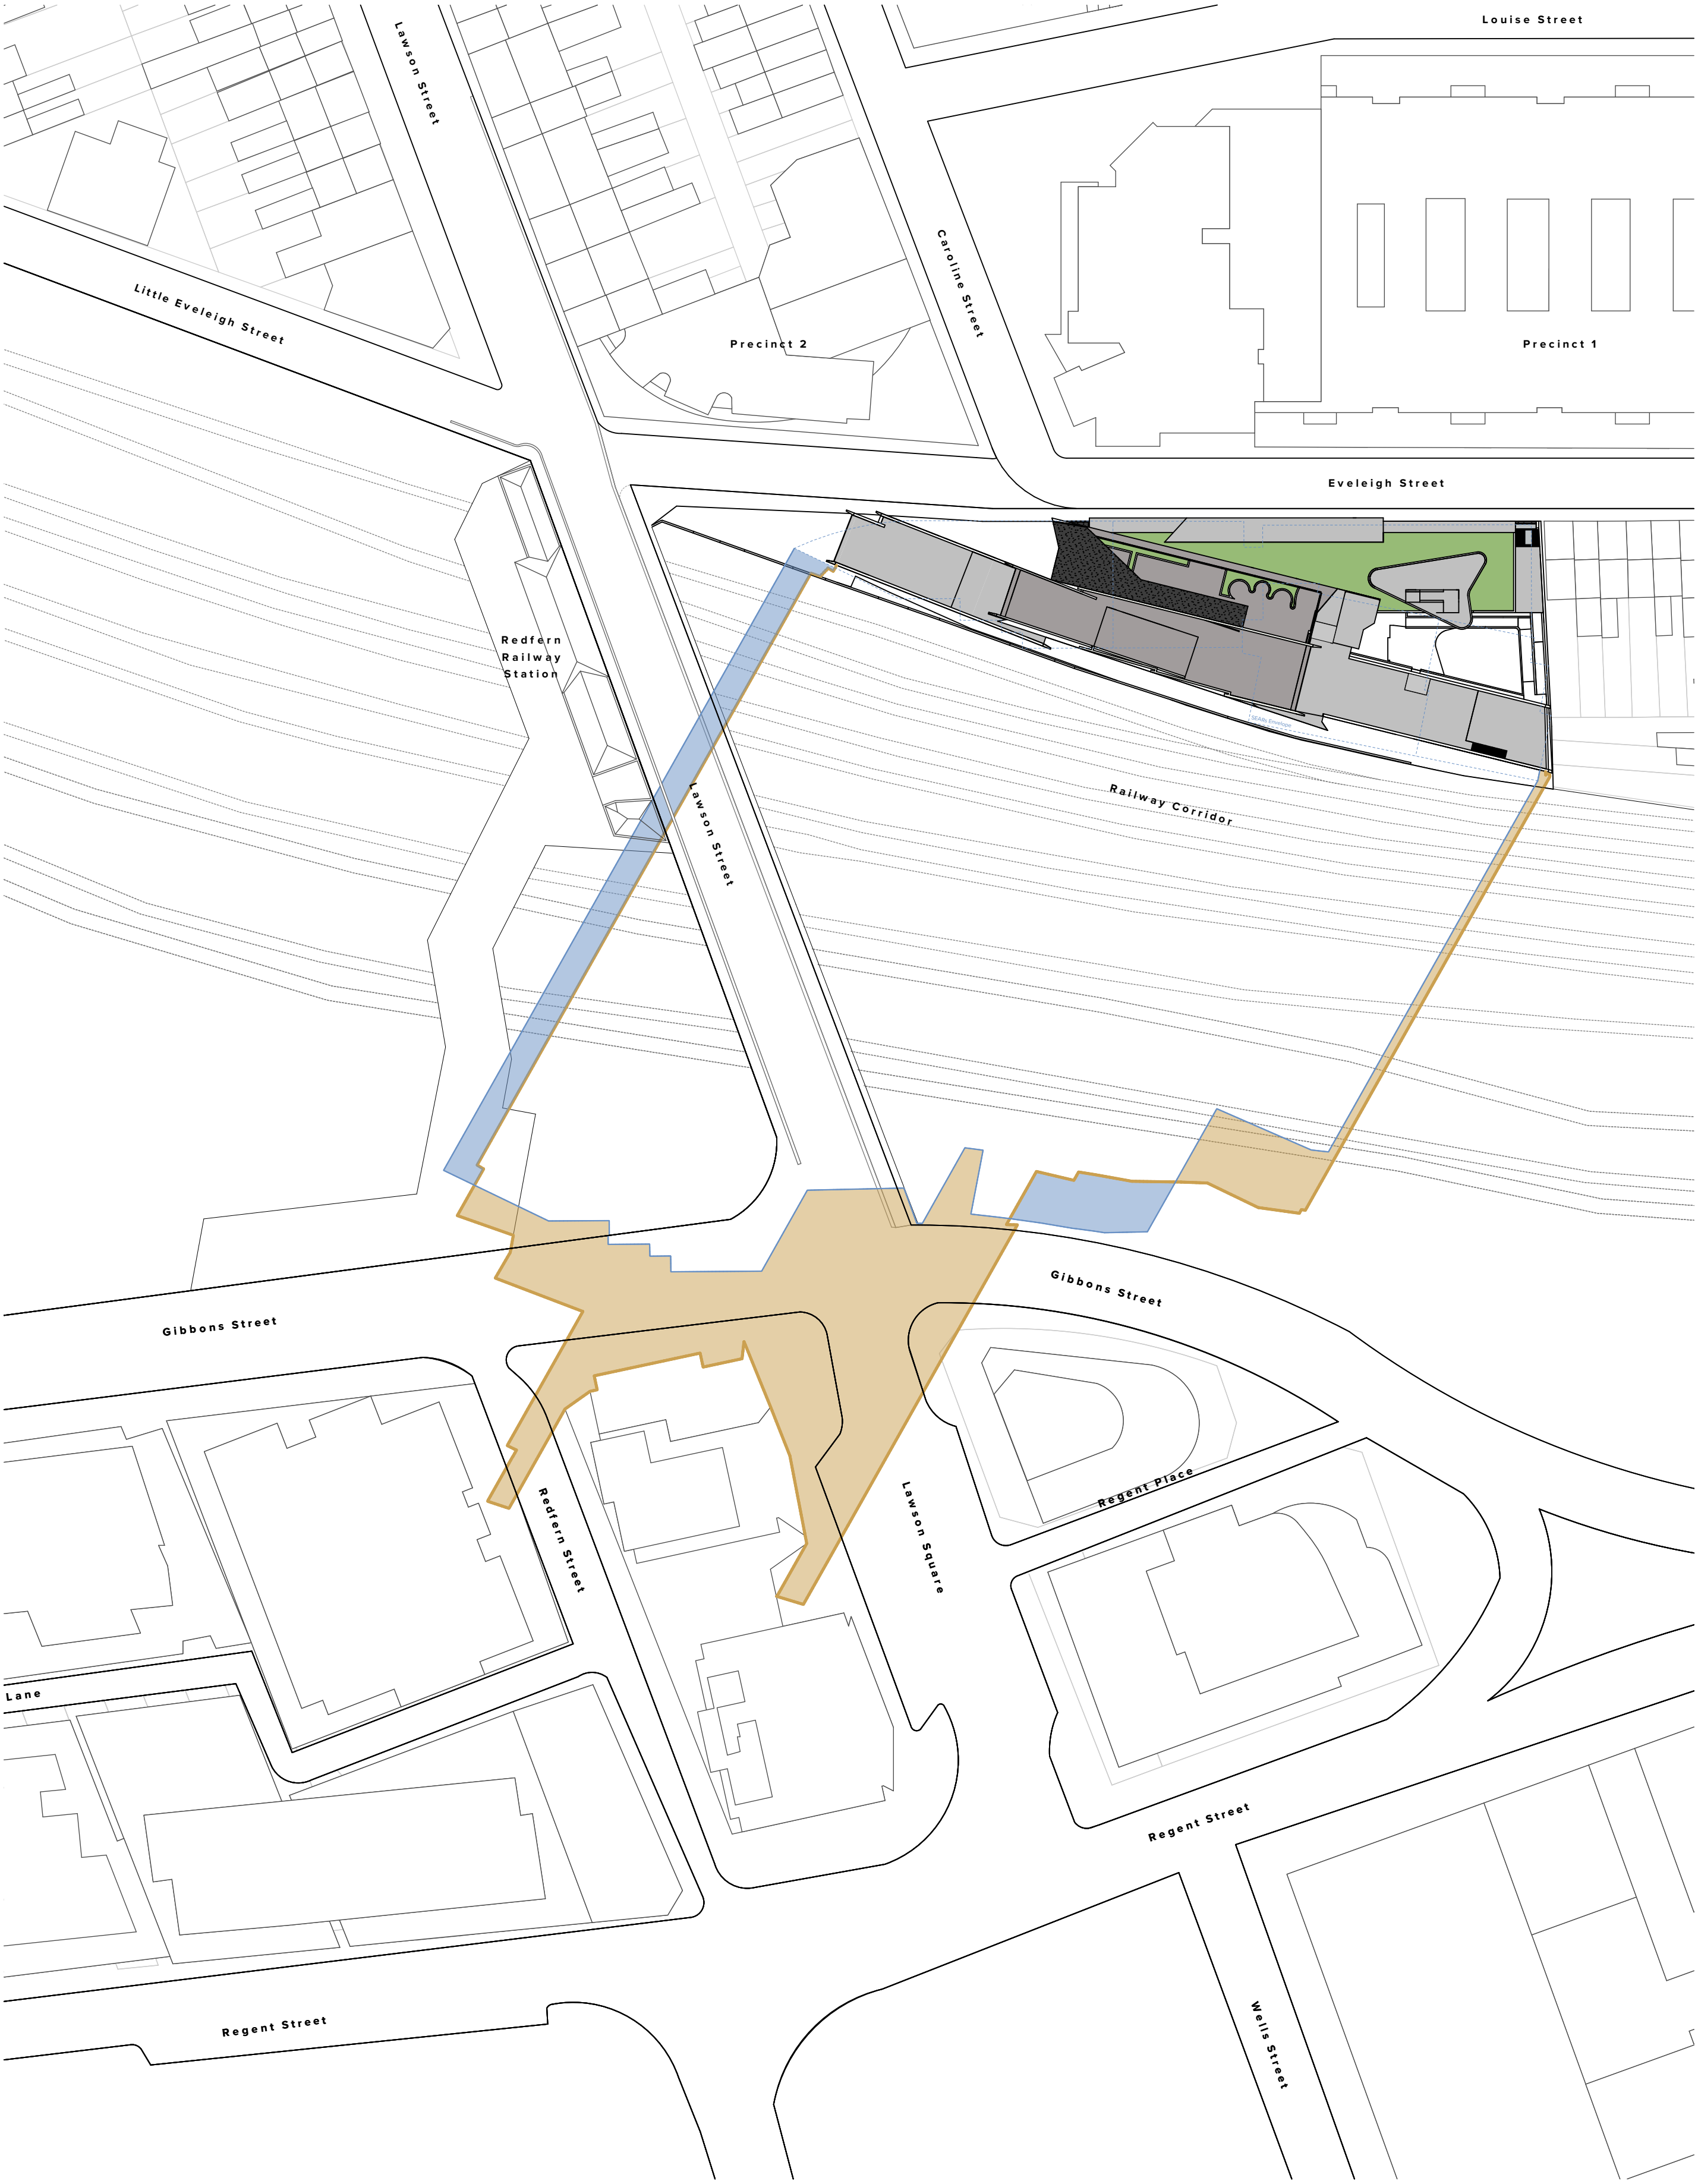 Louise Street
Lawson Street
Caroline Street
Little Eveleigh Street
Precinct 2
Precinct 1
Eveleigh Street
Redfern
Railway
Station
SEARs Envelope
Railway Corridor
Lawson Street
Gibbons Street
Gibbons Street
Regent Place
Redfern Street
Lawson Square
Lane
Regent Street
Regent Street
Wells Street